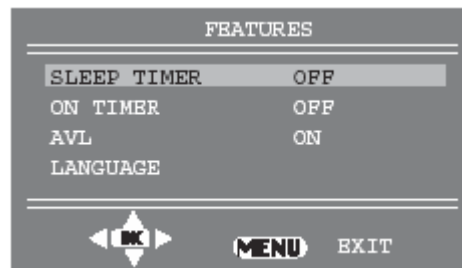 FEATURES
SLEEP TIMER OFF
ON TIMER OFF
AVL ON
LANGUAGE
OK MENU EXIT